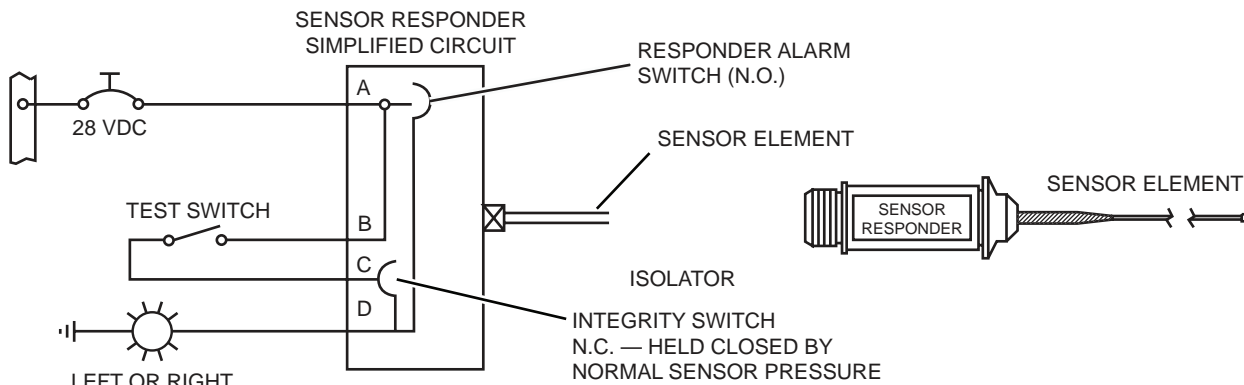 SENSOR RESPONDER
SIMPLIFIED CIRCUIT
RESPONDER ALARM
SWITCH (N.O.)
A
28 VDC
SENSOR ELEMENT
TEST SWITCH
B
SENSOR
RESPONDER
SENSOR ELEMENT
C
ISOLATOR
D
INTEGRITY SWITCH
N.C. — HELD CLOSED BY
NORMAL SENSOR PRESSURE
LEFT OR RIGHT